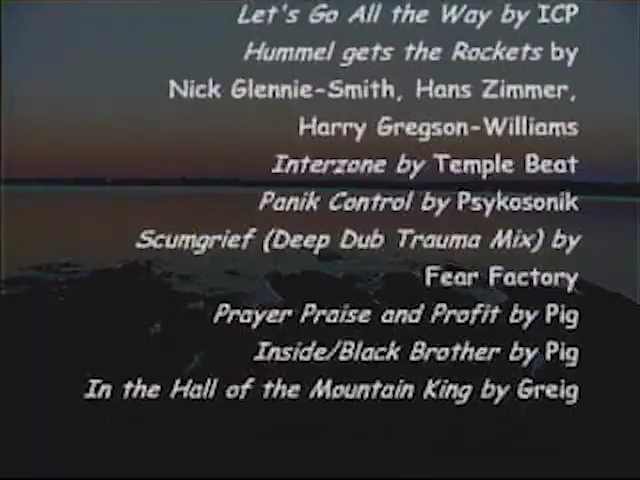 Let's Go All the Way by ICP
Hummel gets the Rockets by
Nick Glennie-Smith, Hans Zimmer,
Harry Gregson-Williams
Interzone by Temple Beat
Panik Control by Psykosonik
Scumgrief (Deep Dub Trauma Mix) by
Fear Factory
Prayer Praise and Profit by Pig
Inside/Black Brother by Pig
In the Hall of the Mountain King by Greig